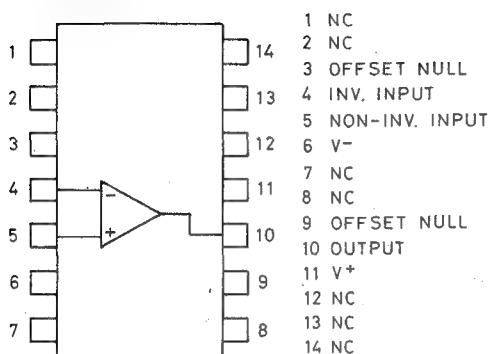 1 14
2 13
3 12
4 - 11
5 + 10
6 9
7 8
1 NC
2 NC
3 OFFSET NULL
4 INV. INPUT
5 NON-INV. INPUT
6 V-
7 NC
8 NC
9 OFFSET NULL
10 OUTPUT
11 V+
12 NC
13 NC
14 NC